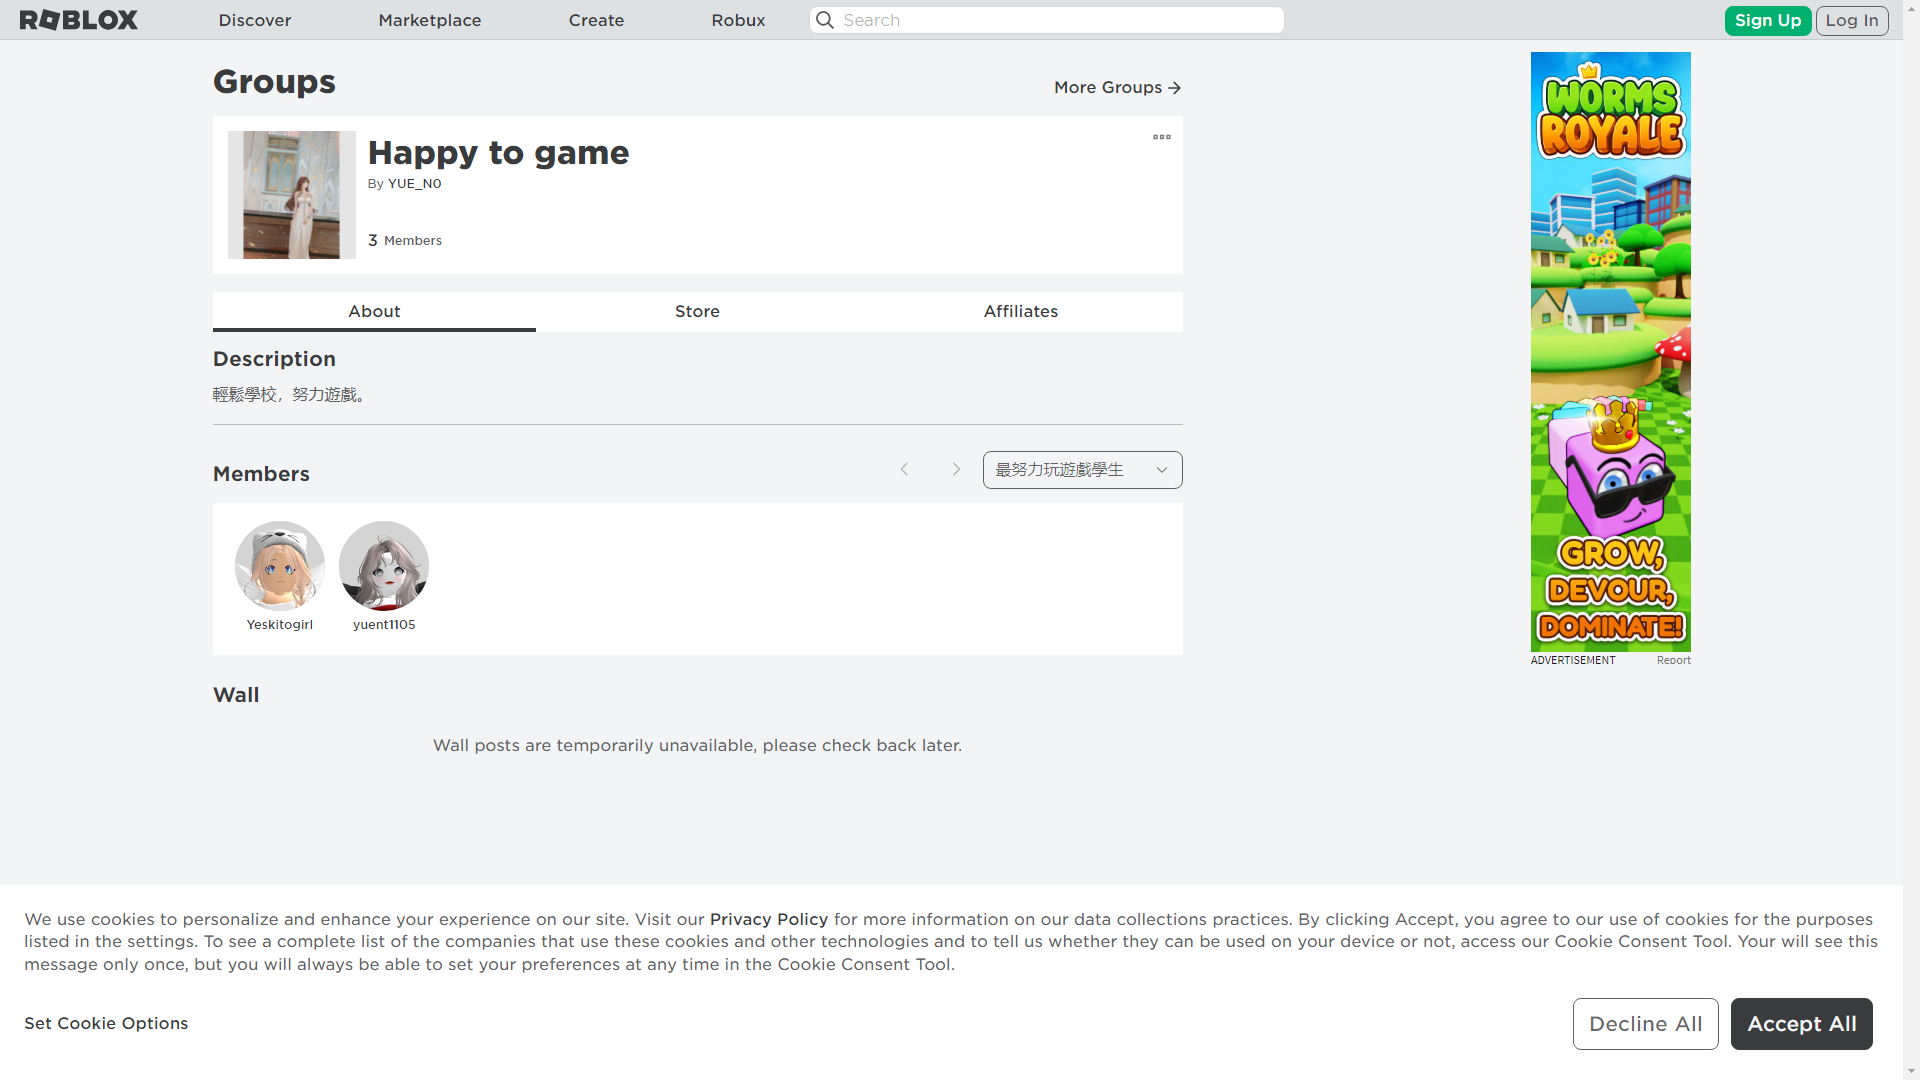 ROBLOX
Discover
Marketplace
Create
Robux
Search
Sign Up
Log In
Groups
More Groups
Happy to game
By YUE_N0
3 Members
About
Store
Affiliates
Description
輕鬆學校，努力遊戲。
Members
最努力玩遊戲學生
Yeskitogirl
yuent1105
Wall
Wall posts are temporarily unavailable, please check back later.
WORMS
ROYALE
GROW,
DEVOUR,
DOMINATE!
ADVERTISEMENT
Report
We use cookies to personalize and enhance your experience on our site. Visit our Privacy Policy for more information on our data collections practices. By clicking Accept, you agree to our use of cookies for the purposes
listed in the settings. To see a complete list of the companies that use these cookies and other technologies and to tell us whether they can be used on your device or not, access our Cookie Consent Tool. Your will see this
message only once, but you will always be able to set your preferences at any time in the Cookie Consent Tool.
Set Cookie Options
Decline All
Accept All